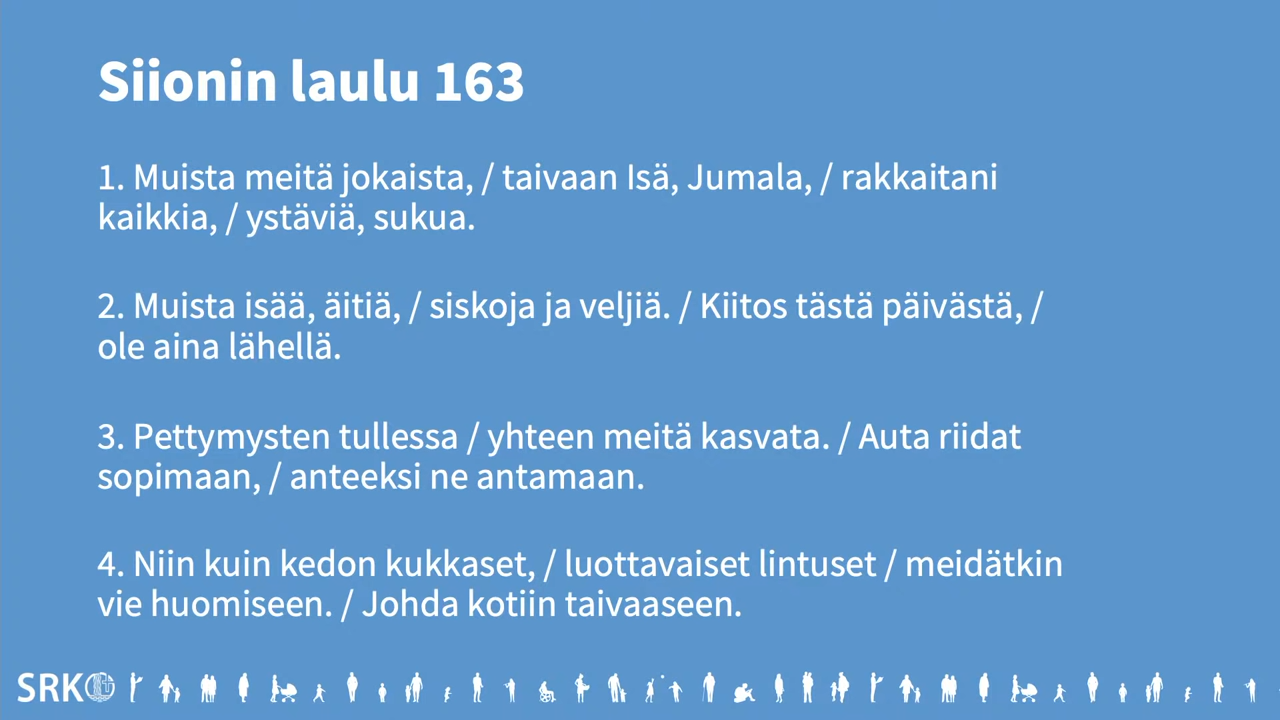 Siionin laulu 163
1. Muista meitä jokaista, / taivaan Isä, Jumala, / rakkaitani
kaikkia, / ystäviä, sukua.
2. Muista isää, äitiä, / siskoja ja veljiä. / Kiitos tästä päivästä, /
ole aina lähellä.
3. Pettymysten tullessa / yhteen meitä kasvata. / Auta riidat
sopimaan, / anteeksi ne antamaan.
4. Niin kuin kedon kukkaset, / luottavaiset lintuset / meidätkin
vie huomiseen. / Johda kotiin taivaaseen.
SRK